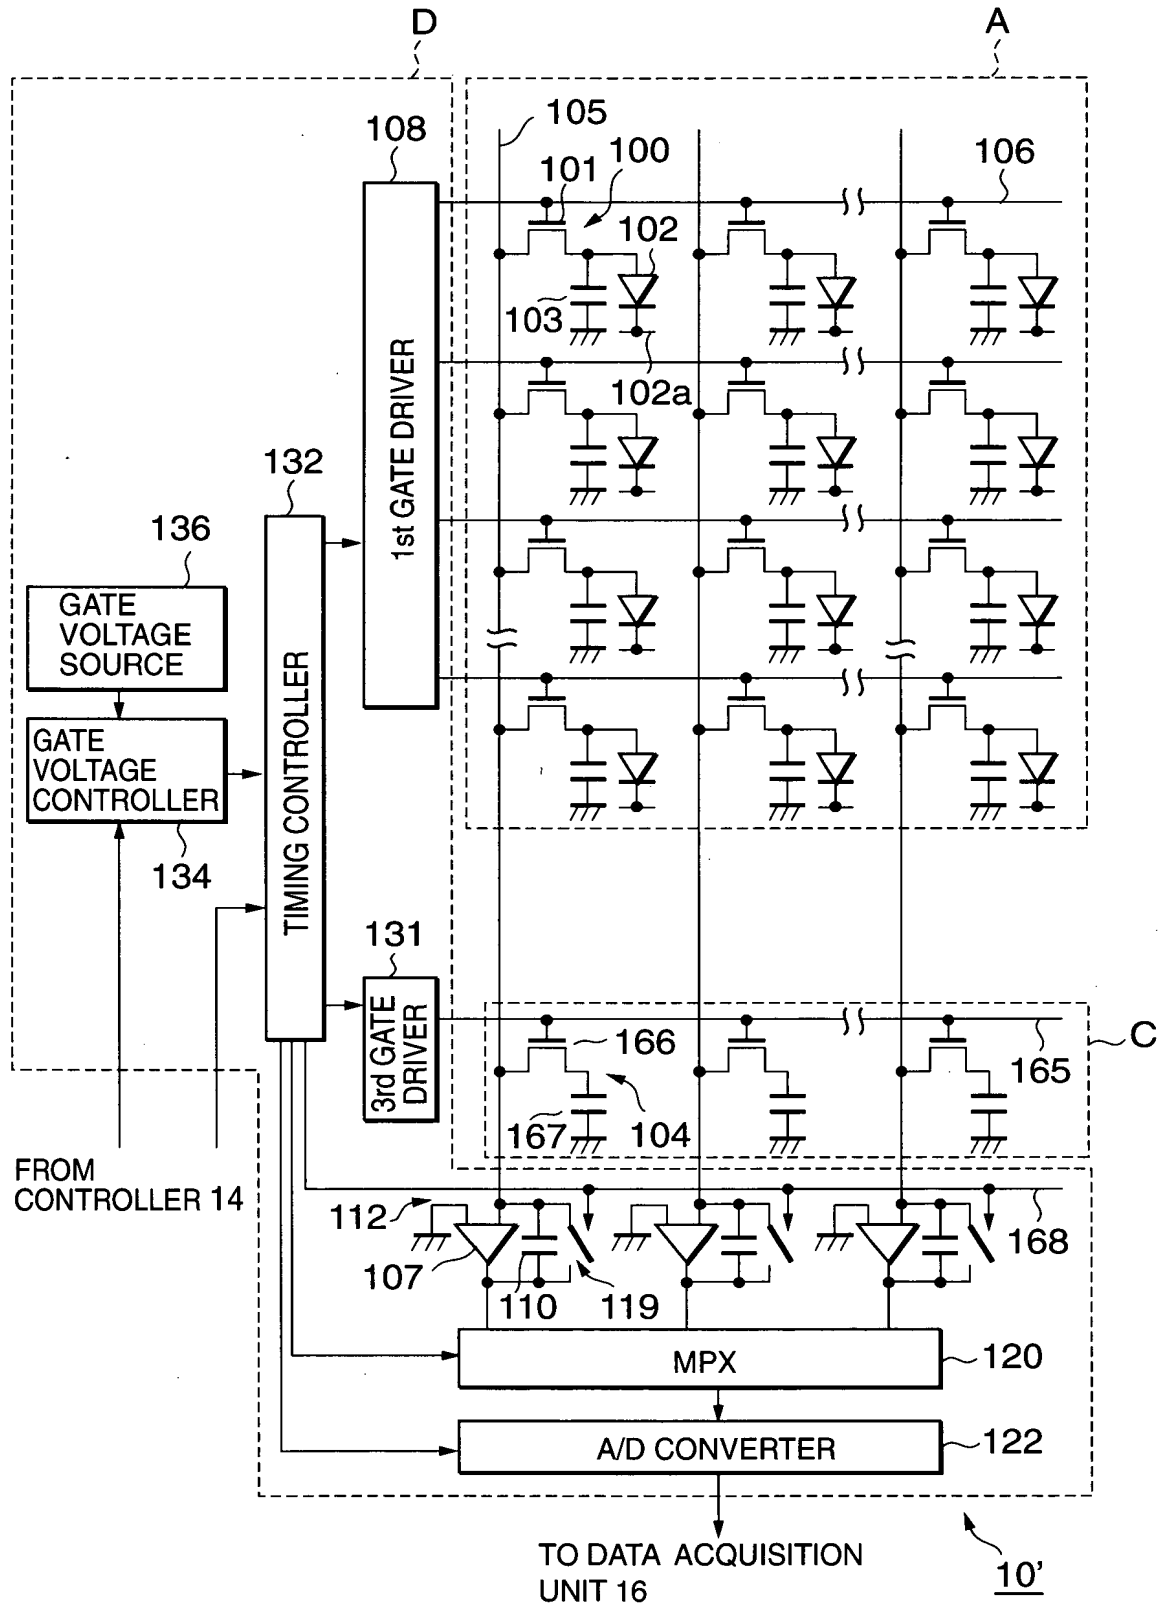 D
A
108
105
100
101
106
102
103
102a
1st GATE DRIVER
132
136
GATE
VOLTAGE
SOURCE
GATE
VOLTAGE
CONTROLLER
134
TIMING CONTROLLER
131
3rd GATE
DRIVER
166
165
C
167
104
FROM
CONTROLLER 14
112
168
107
110
119
MPX
120
A/D CONVERTER
122
TO DATA ACQUISITION
UNIT 16
10'